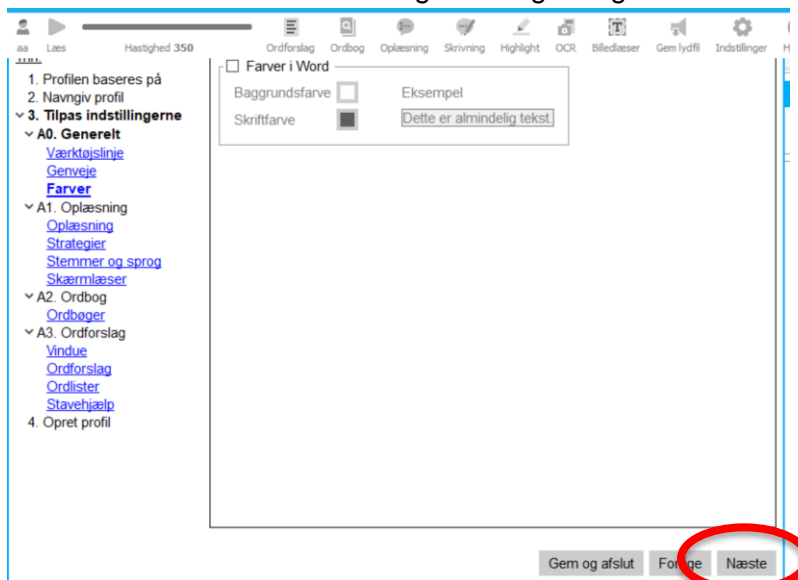 aa Læs Hastighed 350 Ordforslag Ordbog Oplæsning Skrivning Highlight OCR Billedlæser Gem lydfil Indstillinger
1. Profilen baseres på
2. Navngiv profil
3. Tilpas indstillingerne
A0. Generelt
Værktøjslinje
Genveje
Farver
A1. Oplæsning
Oplæsning
Strategier
Stemmer og sprog
Skærmlæser
A2. Ordbog
Ordbøger
A3. Ordforslag
Vindue
Ordforslag
Ordlister
Stavehjælp
4. Opret profil
Farver i Word
Baggrundsfarve Eksempel
Skriftfarve Dette er almindelig tekst.
Gem og afslut Forrige Næste